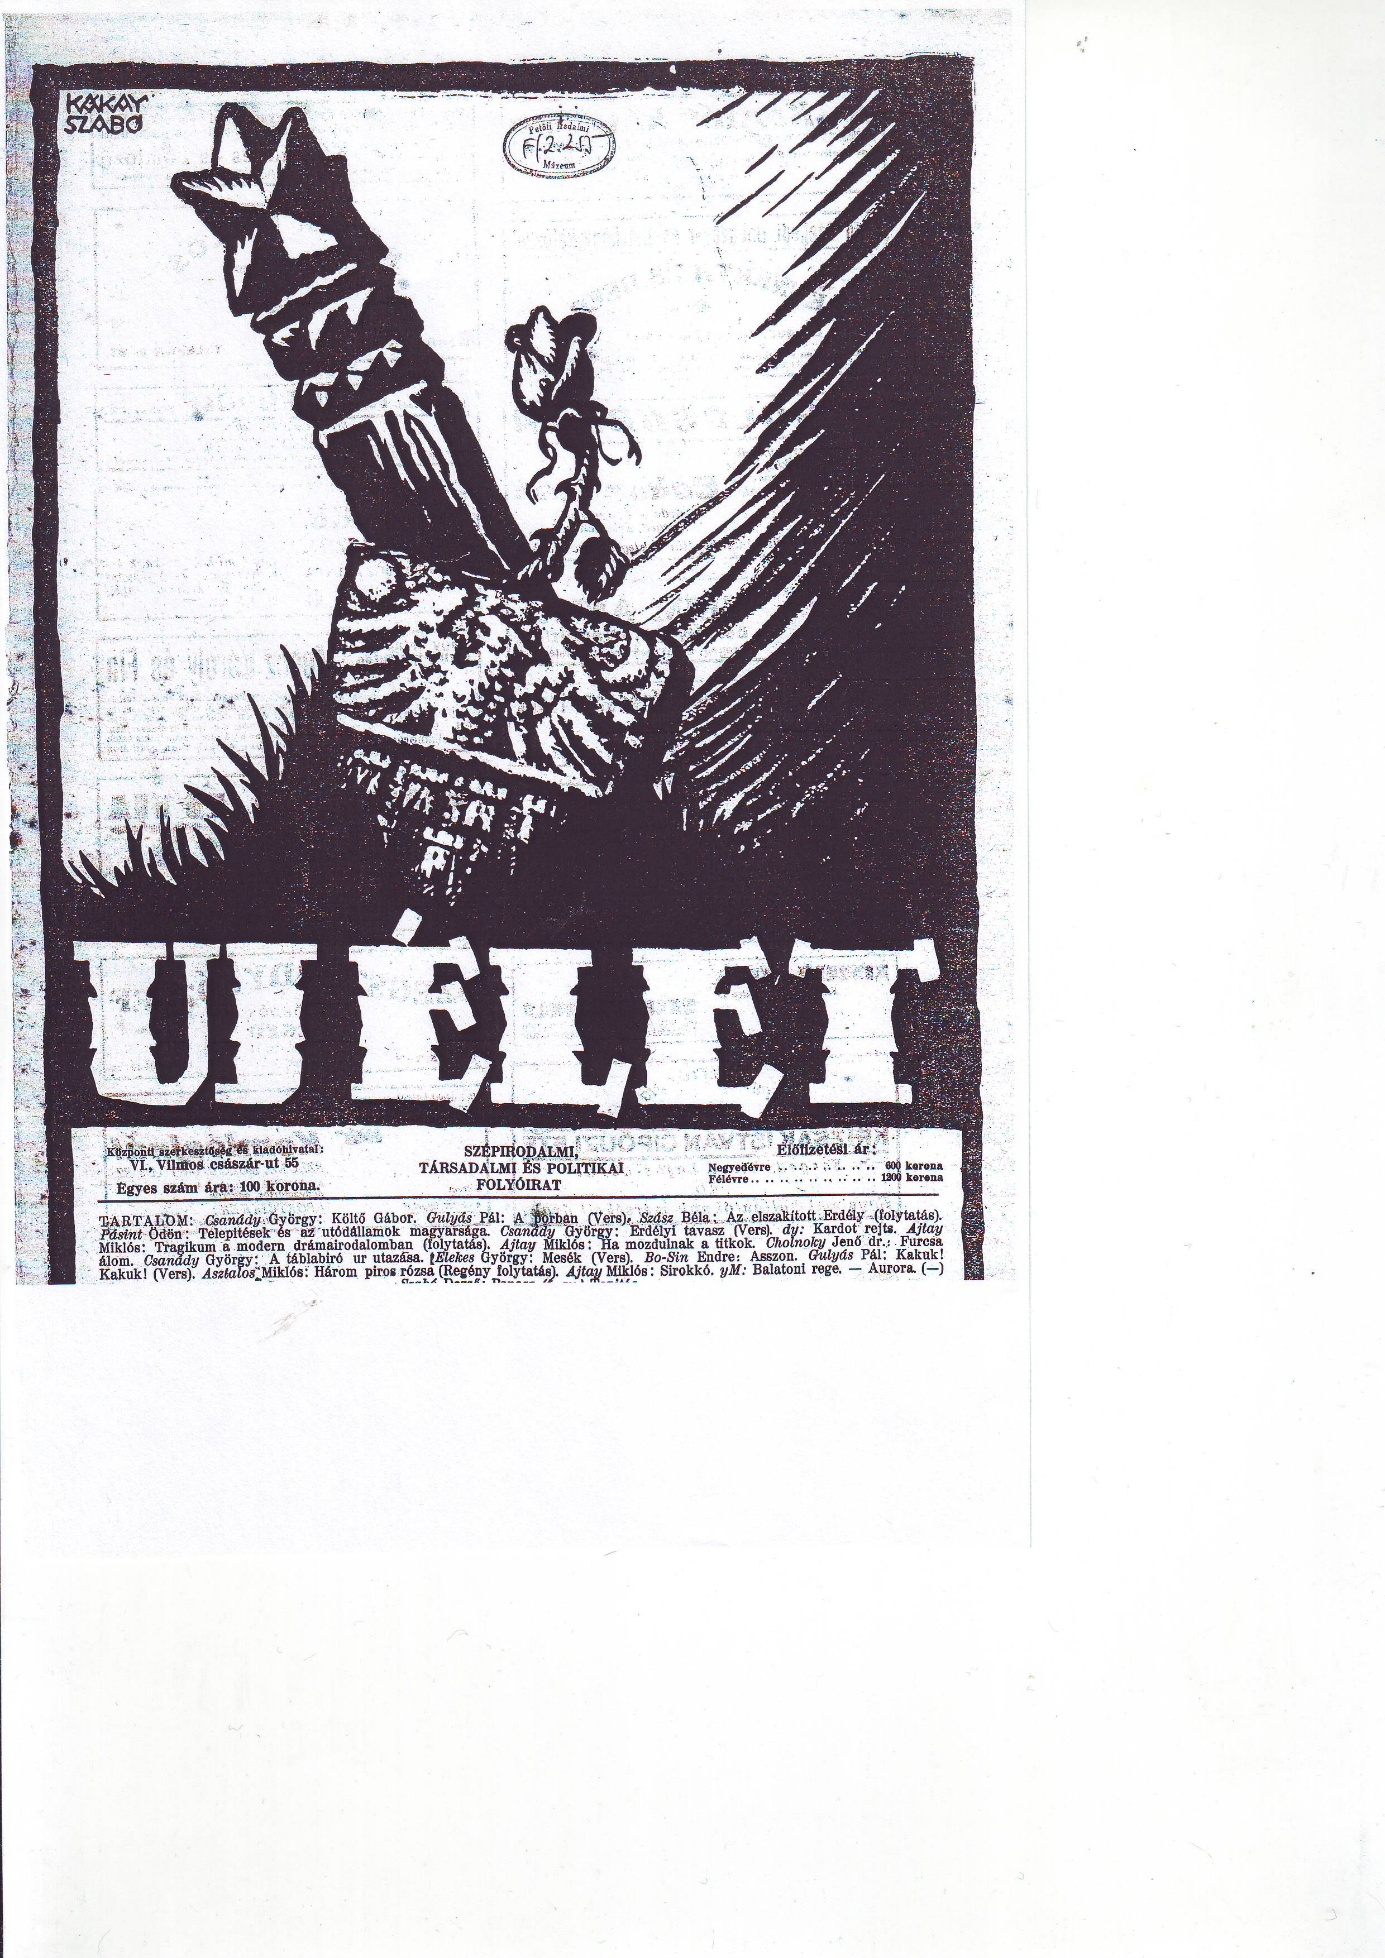 KÁKAY
SZABÓ
Petőfi Irodalmi
Múzeum
UJ ÉLET
Központi szerkesztőség és kiadóhivatal:
VI., Vilmos császár-ut 55
Egyes szám ára: 100 korona.
SZÉPIRODALMI,
TÁRSADALMI ÉS POLITIKAI
FOLYÓIRAT
Előfizetési ár:
Negyedévre .. .. .. .. .. .. 600 korona
Félévre .. .. .. .. .. .. .. .. 1200 korona
TARTALOM: Csanády György: Költő Gábor. Gulyás Pál: A porban (Vers). Szász Béla: Az elszakított Erdély (folytatás).
Pásint Ödön: Telepitések és az utódállamok magyarsága. Csanády György: Erdélyi tavasz (Vers). dy: Kardot rejts. Ajtay
Miklós: Tragikum a modern drámairodalomban (folytatás). Ajtay Miklós: Ha mozdulnak a titkok. Cholnoky Jenő dr.: Furcsa
álom. Csanády György: A táblabiró ur utazása. Elekes György: Mesék (Vers). Bo-Sin Endre: Asszon. Gulyás Pál: Kakuk!
Kakuk! (Vers). Asztalos Miklós: Három piros rózsa (Regény folytatás). Ajtay Miklós: Sirokkó. yM: Balatoni rege. — Aurora. (—)